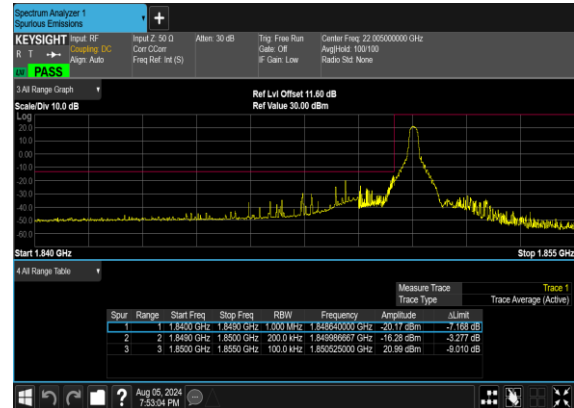 Spectrum Analyzer 1
Spurious Emissions
+
KEYSIGHT Input: RF Input Z: 50 Ω Atten: 30 dB Trig: Free Run Center Freq: 22.005000000 GHz
R T Coupling: DC Corr CCorr Gate: Off Avg|Hold: 100/100
Align: Auto Freq Ref: Int (S) IF Gain: Low Radio Std: None
LXI PASS
3 All Range Graph
Ref Lvl Offset 11.60 dB
Scale/Div 10.0 dB Ref Value 30.00 dBm
Log
20.0
10.0
0.00
-10.0
-20.0
-30.0
-40.0
-50.0
-60.0
Start 1.840 GHz Stop 1.855 GHz
4 All Range Table
Measure Trace Trace 1
Trace Type Trace Average (Active)
Spur Range Start Freq Stop Freq RBW Frequency Amplitude ΔLimit
1 1 1.8400 GHz 1.8490 GHz 1.000 MHz 1.848640000 GHz -20.17 dBm -7.168 dB
2 2 1.8490 GHz 1.8500 GHz 200.0 kHz 1.849986667 GHz -16.28 dBm -3.277 dB
3 3 1.8500 GHz 1.8550 GHz 100.0 kHz 1.850525000 GHz 20.99 dBm -9.010 dB
?
Aug 05, 2024
7:53:04 PM